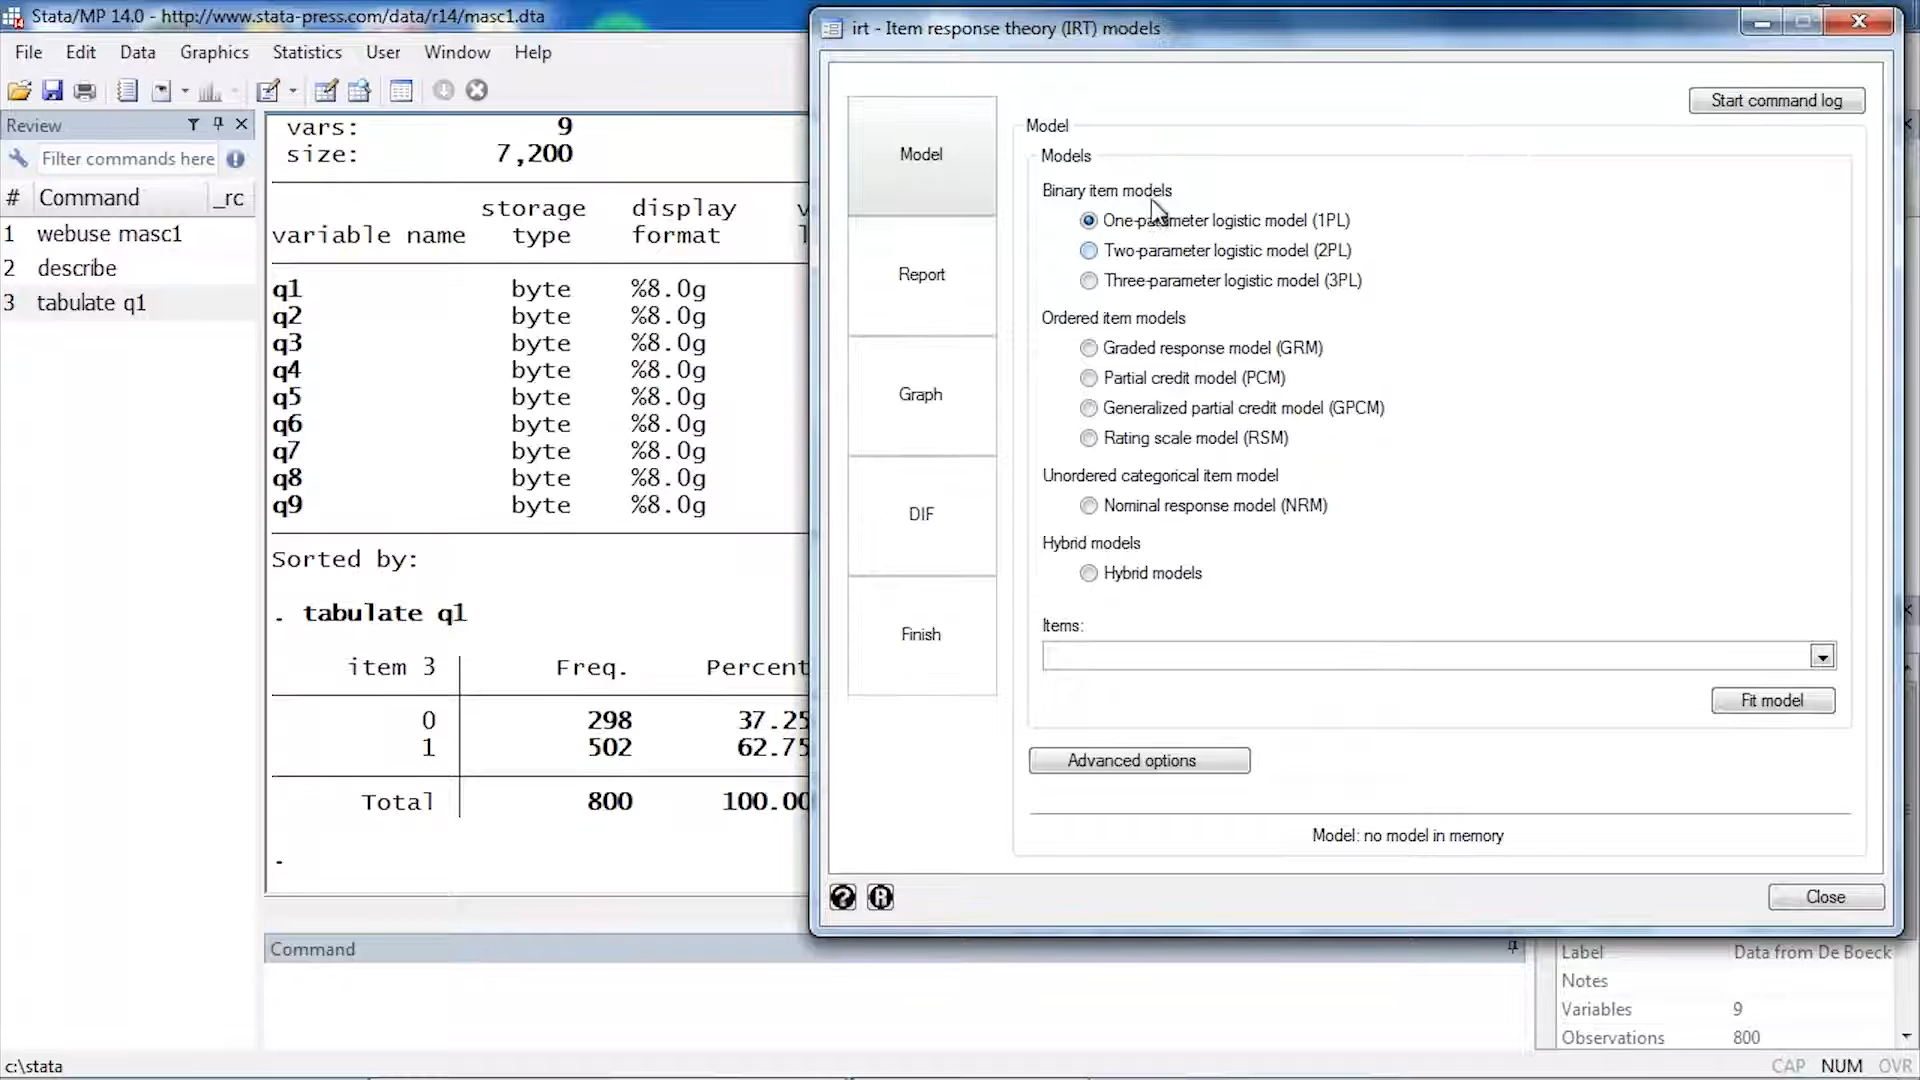 Stata/MP 14.0 - http://www.stata-press.com/data/r14/masc1.dta
File Edit Data Graphics Statistics User Window Help
Review
Filter commands here
# Command _rc
1 webuse masc1
2 describe
3 tabulate q1
vars: 9
size: 7,200
storage display v
variable name type format l
q1 byte %8.0g
q2 byte %8.0g
q3 byte %8.0g
q4 byte %8.0g
q5 byte %8.0g
q6 byte %8.0g
q7 byte %8.0g
q8 byte %8.0g
q9 byte %8.0g
Sorted by:
. tabulate q1
item 3 Freq. Percent
0 298 37.25
1 502 62.75
Total 800 100.00
.
Command
irt - Item response theory (IRT) models
Start command log
Model
Report
Graph
DIF
Finish
Model
Models
Binary item models
One-parameter logistic model (1PL)
Two-parameter logistic model (2PL)
Three-parameter logistic model (3PL)
Ordered item models
Graded response model (GRM)
Partial credit model (PCM)
Generalized partial credit model (GPCM)
Rating scale model (RSM)
Unordered categorical item model
Nominal response model (NRM)
Hybrid models
Hybrid models
Items:
Fit model
Advanced options
Model: no model in memory
? R
Close
Label Data from De Boeck
Notes
Variables 9
Observations 800
c:\stata
CAP NUM OVR